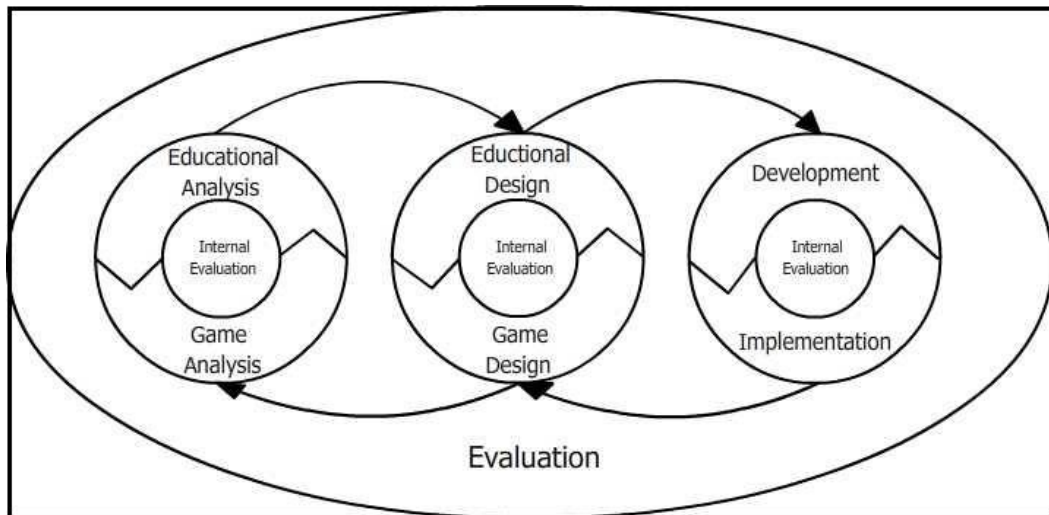 Educational
Analysis
Internal
Evaluation
Game
Analysis
Eductional
Design
Internal
Evaluation
Game
Design
Development
Internal
Evaluation
Implementation
Evaluation